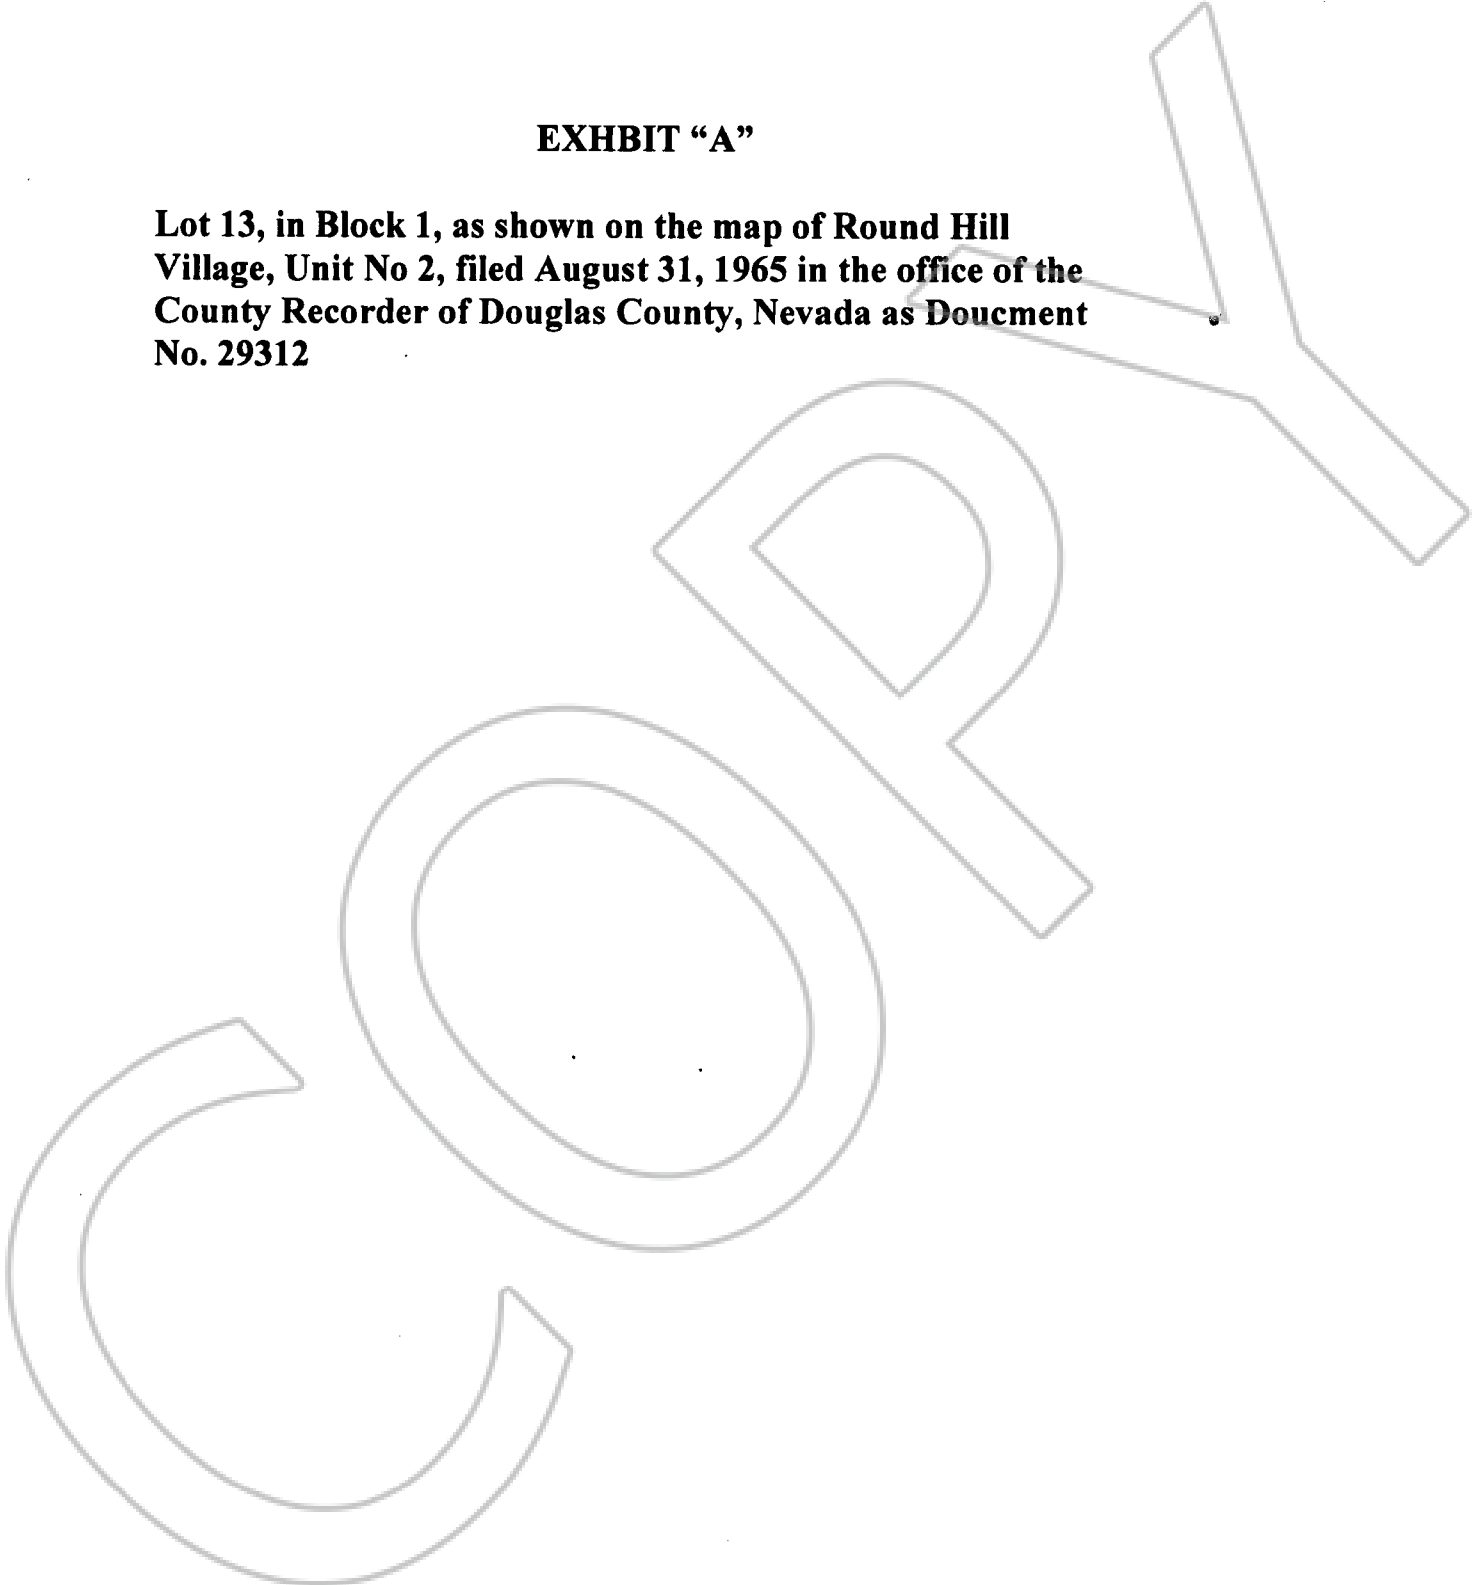 EXHBIT “A”
Lot 13, in Block 1, as shown on the map of Round Hill
Village, Unit No 2, filed August 31, 1965 in the office of the
County Recorder of Douglas County, Nevada as Doucment
No. 29312
COPY